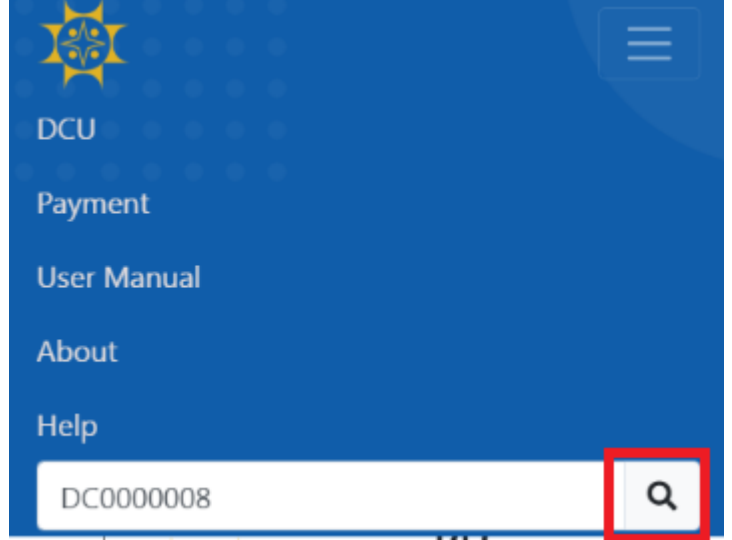 DCU
Payment
User Manual
About
Help
DC0000008